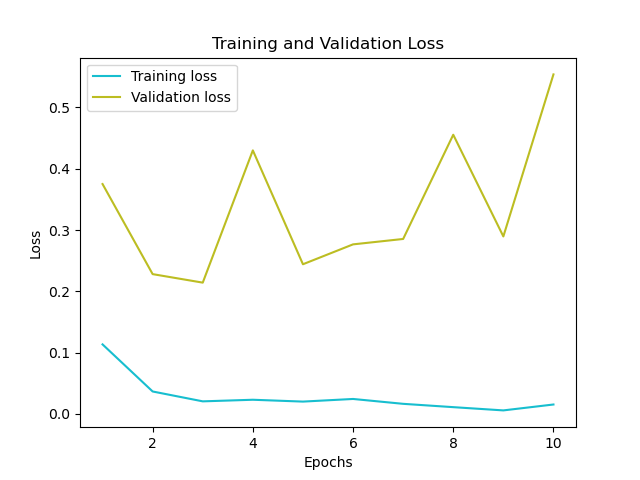 Training and Validation Loss
Training loss
Validation loss
0.5
0.4
0.3
0.2
0.1
0.0
Loss
2
4
6
8
10
Epochs